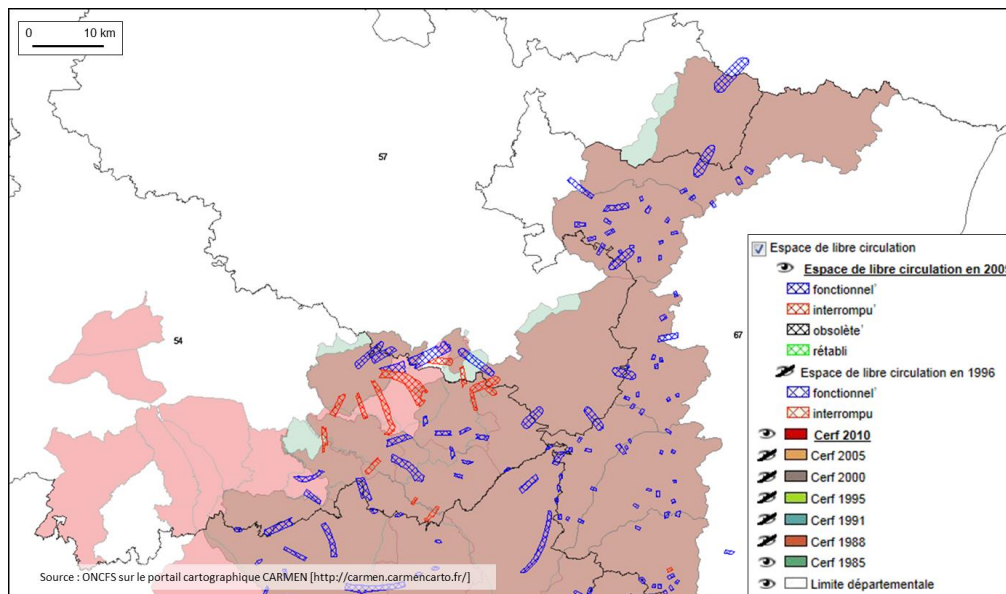 0 10 km
57
54
67
Espace de libre circulation
Espace de libre circulation en 2009
fonctionnel'
interrompu'
obsolète'
rétabli
Espace de libre circulation en 1996
fonctionnel'
interrompu
Cerf 2010
Cerf 2005
Cerf 2000
Cerf 1995
Cerf 1991
Cerf 1988
Cerf 1985
Limite départementale
Source : ONCFS sur le portail cartographique CARMEN [http://carmen.carmencarto.fr/]